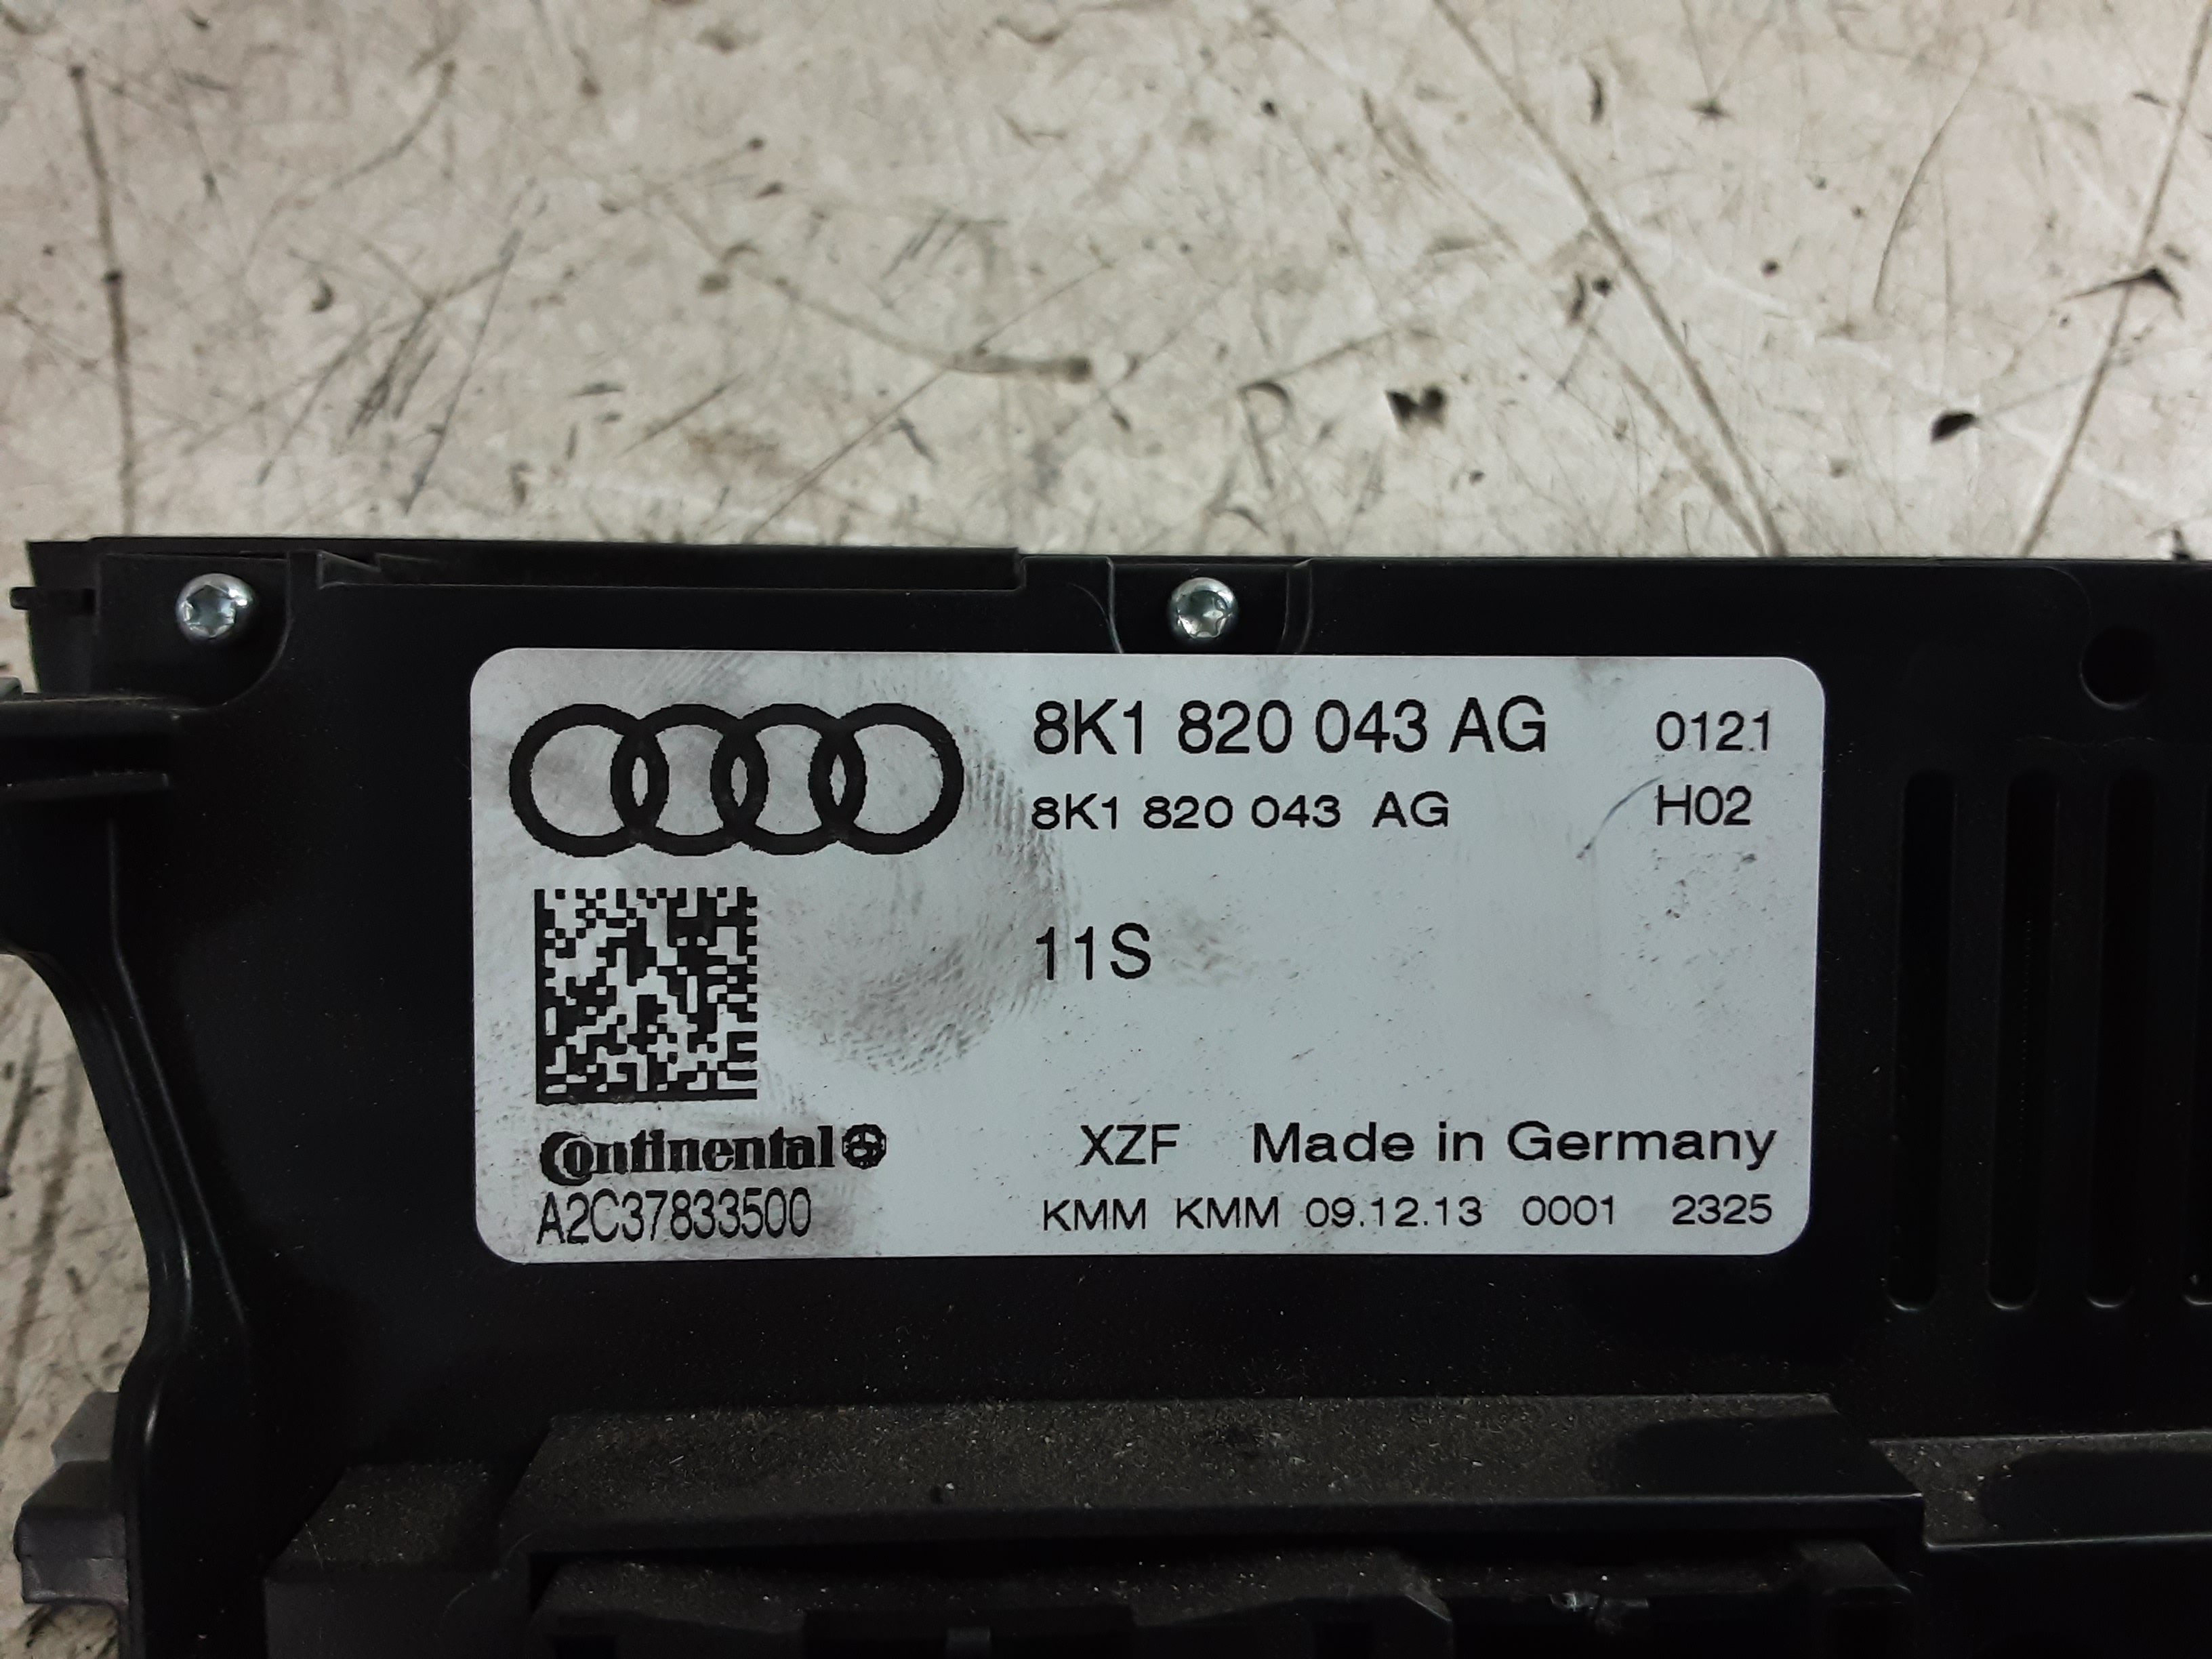 8K1 820 043 AG 0121
8K1 820 043 AG H02
11S
Continental
A2C37833500
XZF Made in Germany
KMM KMM 09.12.13 0001 2325